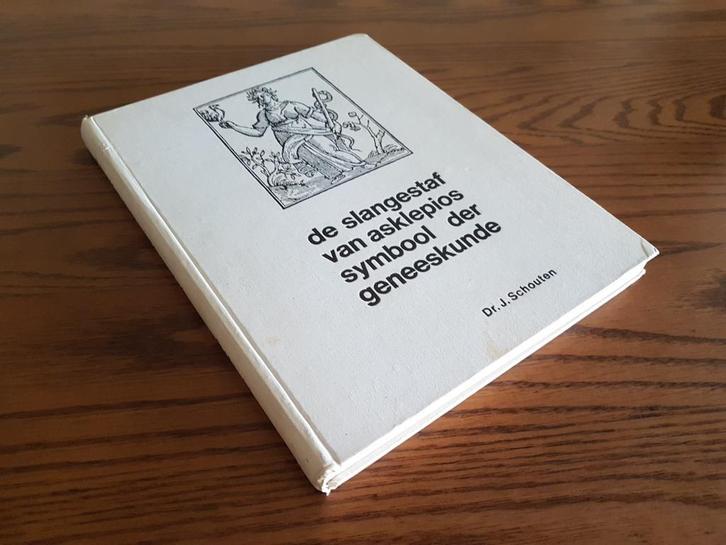 de slangestaf
van asklepios
symbool der
geneeskunde
Dr. J. Schouten